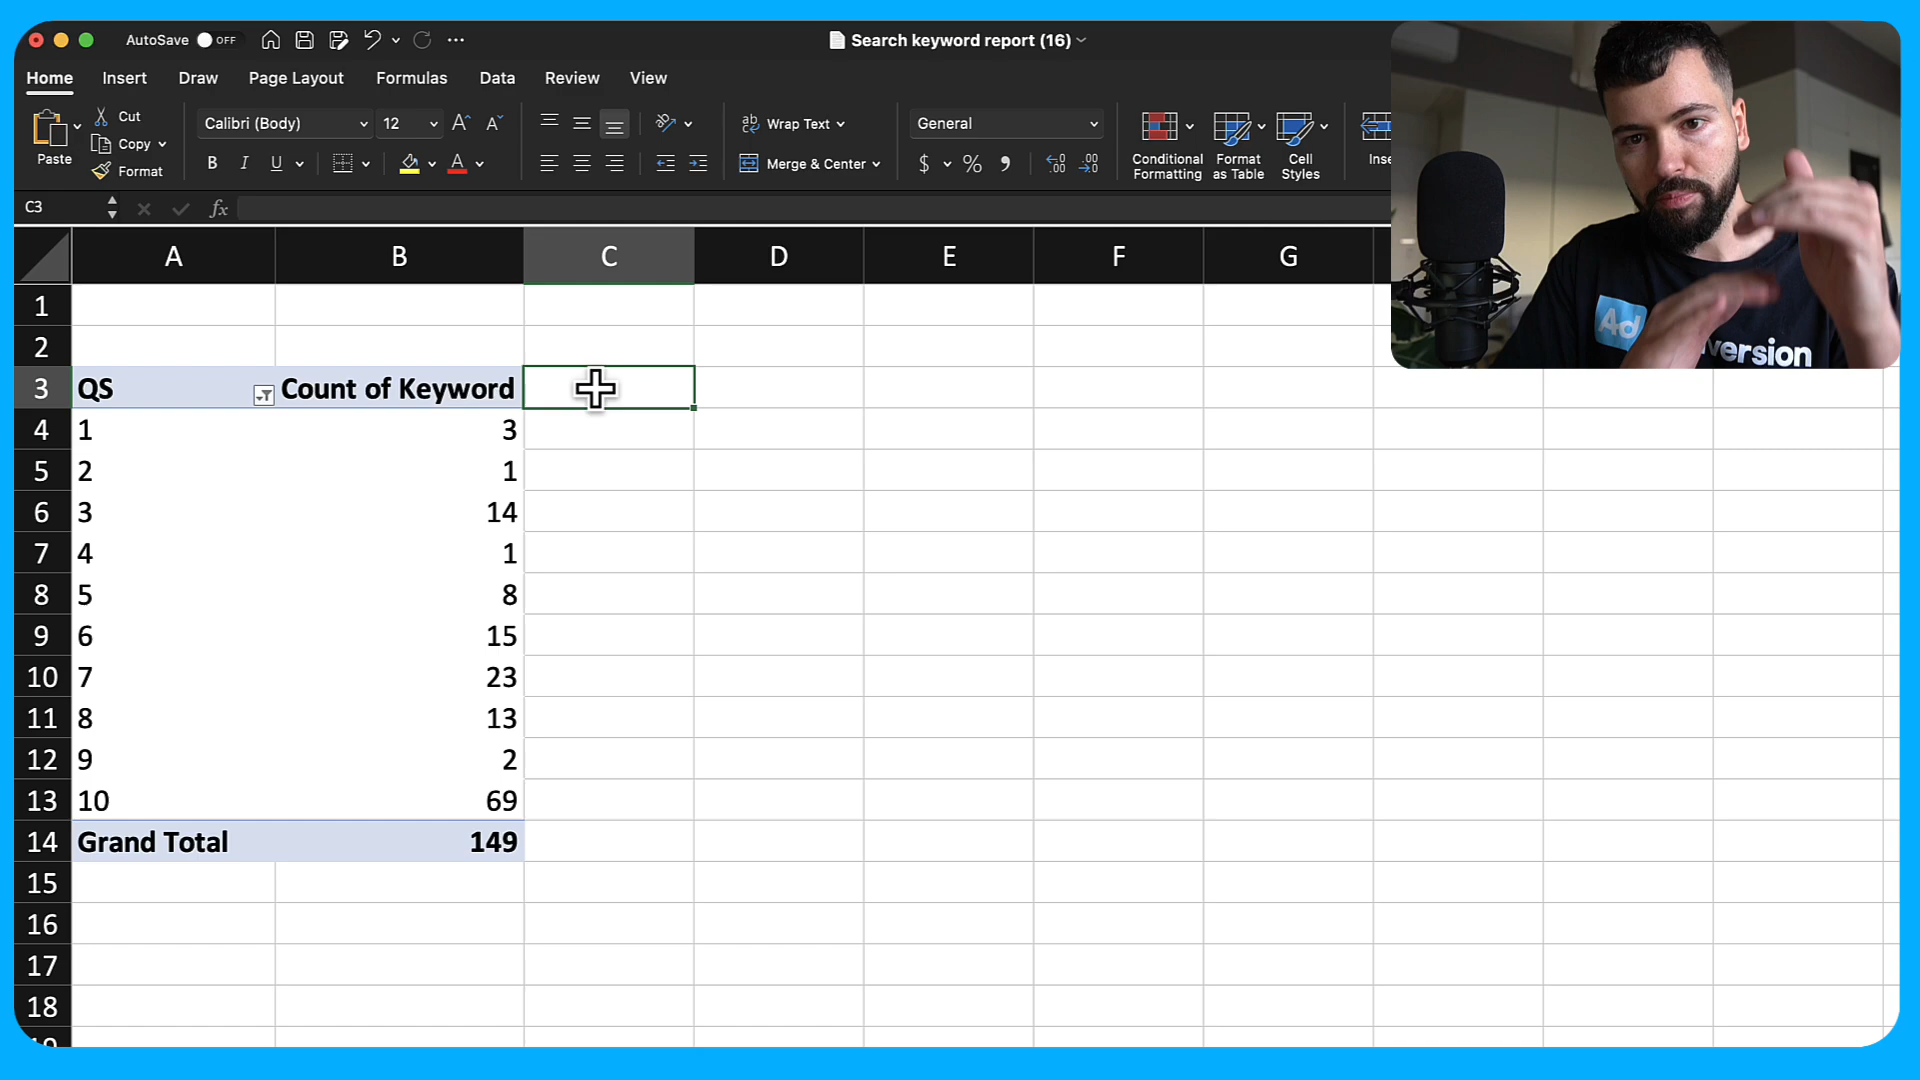 AutoSave OFF
Search keyword report (16)
Home Insert Draw Page Layout Formulas Data Review View
Paste
Cut
Copy
Format
Calibri (Body) 12
B I U
Wrap Text
Merge & Center
General
$ %
Conditional Formatting
Format as Table
Cell Styles
C3 fx
A B C D E F G
1
2
3 QS Count of Keyword
4 1 3
5 2 1
6 3 14
7 4 1
8 5 8
9 6 15
10 7 23
11 8 13
12 9 2
13 10 69
14 Grand Total 149
15
16
17
18
Ad
version